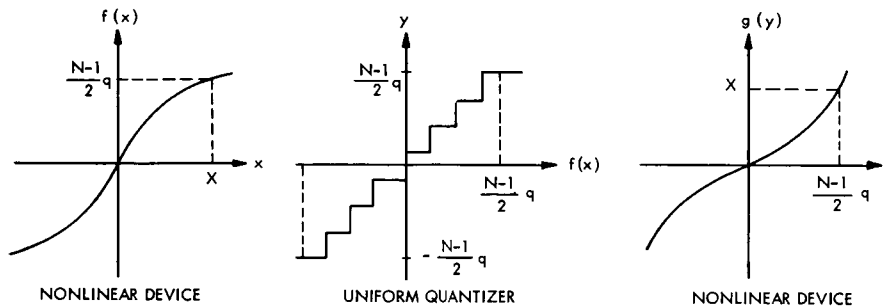 f(x)
N-1/2 q
x
X
NONLINEAR DEVICE
y
N-1/2 q
f(x)
N-1/2 q
- N-1/2 q
UNIFORM QUANTIZER
g(y)
X
N-1/2 q
NONLINEAR DEVICE